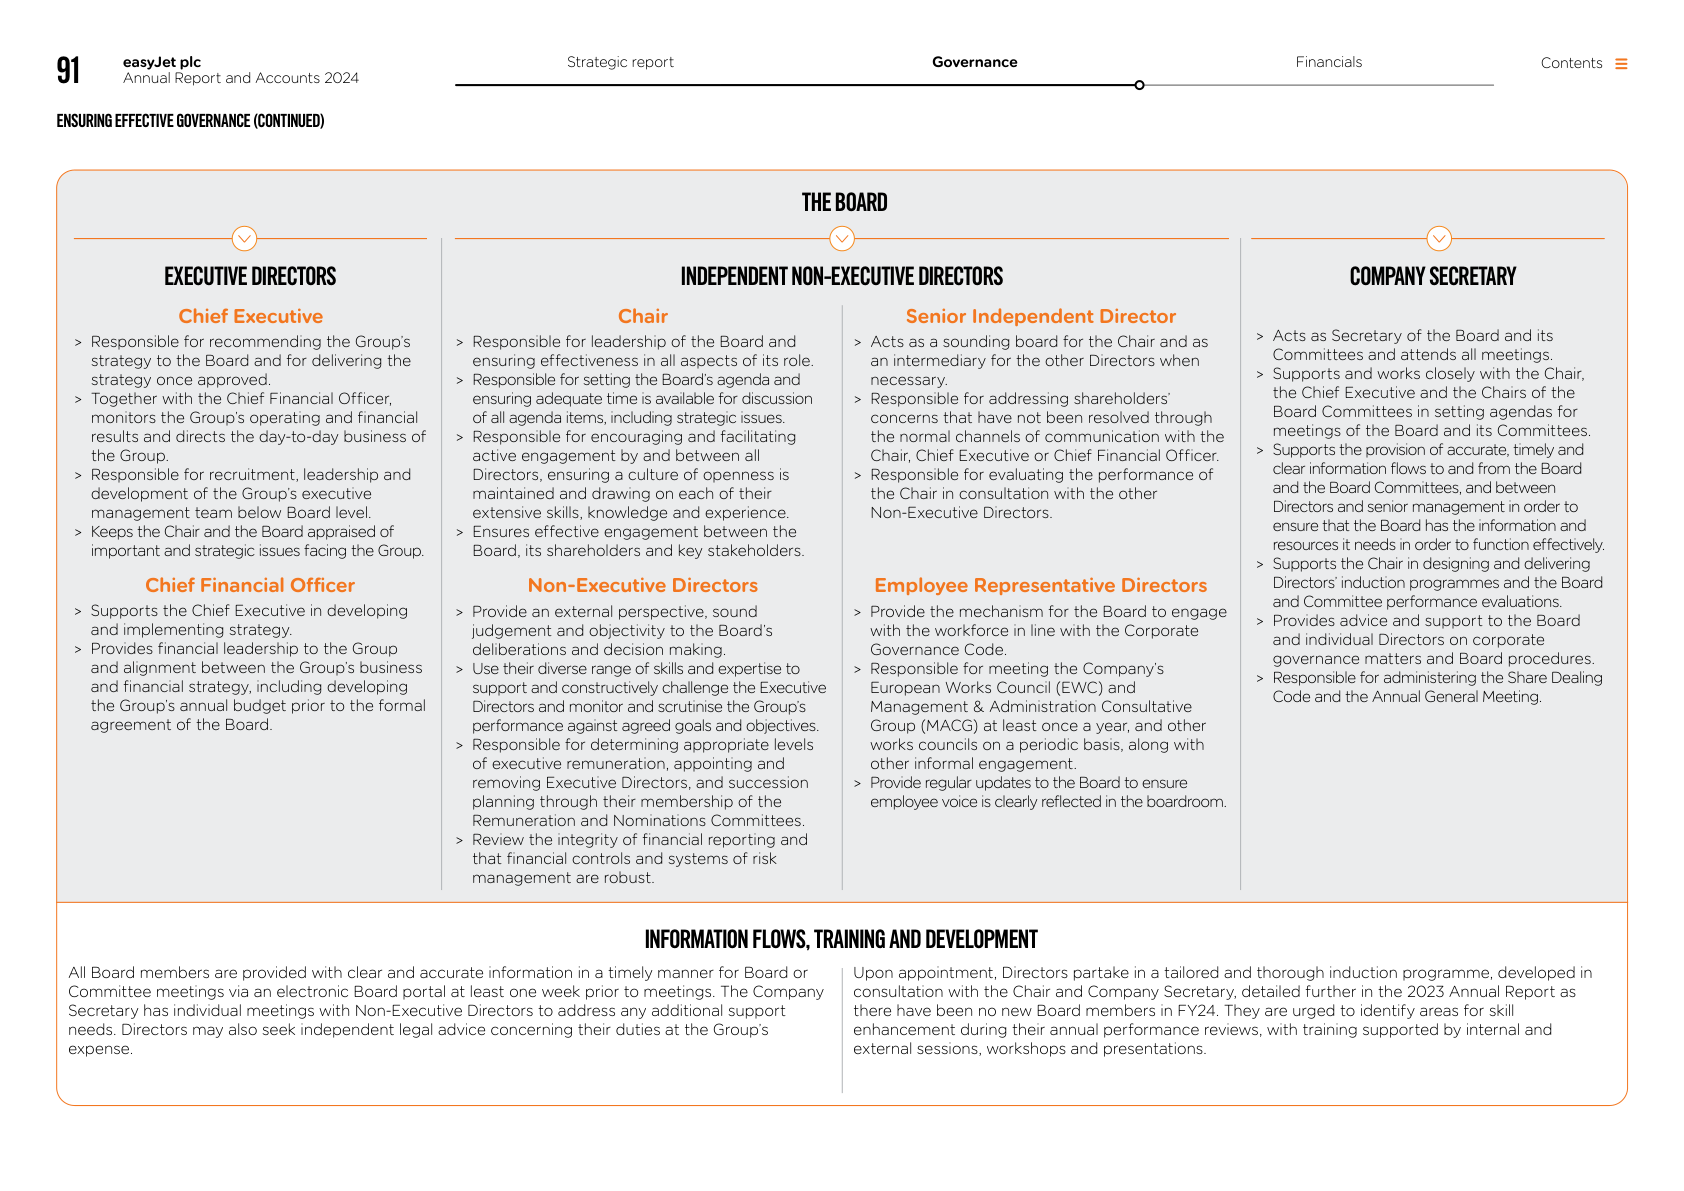 91
easyJet plc
Annual Report and Accounts 2024
Strategic report
Governance
Financials
Contents
ENSURING EFFECTIVE GOVERNANCE (CONTINUED)
THE BOARD
EXECUTIVE DIRECTORS
Chief Executive
> Responsible for recommending the Group's
strategy to the Board and for delivering the
strategy once approved.
> Together with the Chief Financial Officer,
monitors the Group's operating and financial
results and directs the day-to-day business of
the Group.
> Responsible for recruitment, leadership and
development of the Group's executive
management team below Board level.
> Keeps the Chair and the Board appraised of
important and strategic issues facing the Group.
Chief Financial Officer
> Supports the Chief Executive in developing
and implementing strategy.
> Provides financial leadership to the Group
and alignment between the Group's business
and financial strategy, including developing
the Group's annual budget prior to the formal
agreement of the Board.
INDEPENDENT NON-EXECUTIVE DIRECTORS
Chair
> Responsible for leadership of the Board and
ensuring effectiveness in all aspects of its role.
> Responsible for setting the Board's agenda and
ensuring adequate time is available for discussion
of all agenda items, including strategic issues.
> Responsible for encouraging and facilitating
active engagement by and between all
Directors, ensuring a culture of openness is
maintained and drawing on each of their
extensive skills, knowledge and experience.
> Ensures effective engagement between the
Board, its shareholders and key stakeholders.
Non-Executive Directors
> Provide an external perspective, sound
judgement and objectivity to the Board's
deliberations and decision making.
> Use their diverse range of skills and expertise to
support and constructively challenge the Executive
Directors and monitor and scrutinise the Group's
performance against agreed goals and objectives.
> Responsible for determining appropriate levels
of executive remuneration, appointing and
removing Executive Directors, and succession
planning through their membership of the
Remuneration and Nominations Committees.
> Review the integrity of financial reporting and
that financial controls and systems of risk
management are robust.
Senior Independent Director
> Acts as a sounding board for the Chair and as
an intermediary for the other Directors when
necessary.
> Responsible for addressing shareholders'
concerns that have not been resolved through
the normal channels of communication with the
Chair, Chief Executive or Chief Financial Officer.
> Responsible for evaluating the performance of
the Chair in consultation with the other
Non-Executive Directors.
Employee Representative Directors
> Provide the mechanism for the Board to engage
with the workforce in line with the Corporate
Governance Code.
> Responsible for meeting the Company's
European Works Council (EWC) and
Management & Administration Consultative
Group (MACG) at least once a year, and other
works councils on a periodic basis, along with
other informal engagement.
> Provide regular updates to the Board to ensure
employee voice is clearly reflected in the boardroom.
COMPANY SECRETARY
> Acts as Secretary of the Board and its
Committees and attends all meetings.
> Supports and works closely with the Chair,
the Chief Executive and the Chairs of the
Board Committees in setting agendas for
meetings of the Board and its Committees.
> Supports the provision of accurate, timely and
clear information flows to and from the Board
and the Board Committees, and between
Directors and senior management in order to
ensure that the Board has the information and
resources it needs in order to function effectively.
> Supports the Chair in designing and delivering
Directors' induction programmes and the Board
and Committee performance evaluations.
> Provides advice and support to the Board
and individual Directors on corporate
governance matters and Board procedures.
> Responsible for administering the Share Dealing
Code and the Annual General Meeting.
INFORMATION FLOWS, TRAINING AND DEVELOPMENT
All Board members are provided with clear and accurate information in a timely manner for Board or
Committee meetings via an electronic Board portal at least one week prior to meetings. The Company
Secretary has individual meetings with Non-Executive Directors to address any additional support
needs. Directors may also seek independent legal advice concerning their duties at the Group's
expense.
Upon appointment, Directors partake in a tailored and thorough induction programme, developed in
consultation with the Chair and Company Secretary, detailed further in the 2023 Annual Report as
there have been no new Board members in FY24. They are urged to identify areas for skill
enhancement during their annual performance reviews, with training supported by internal and
external sessions, workshops and presentations.